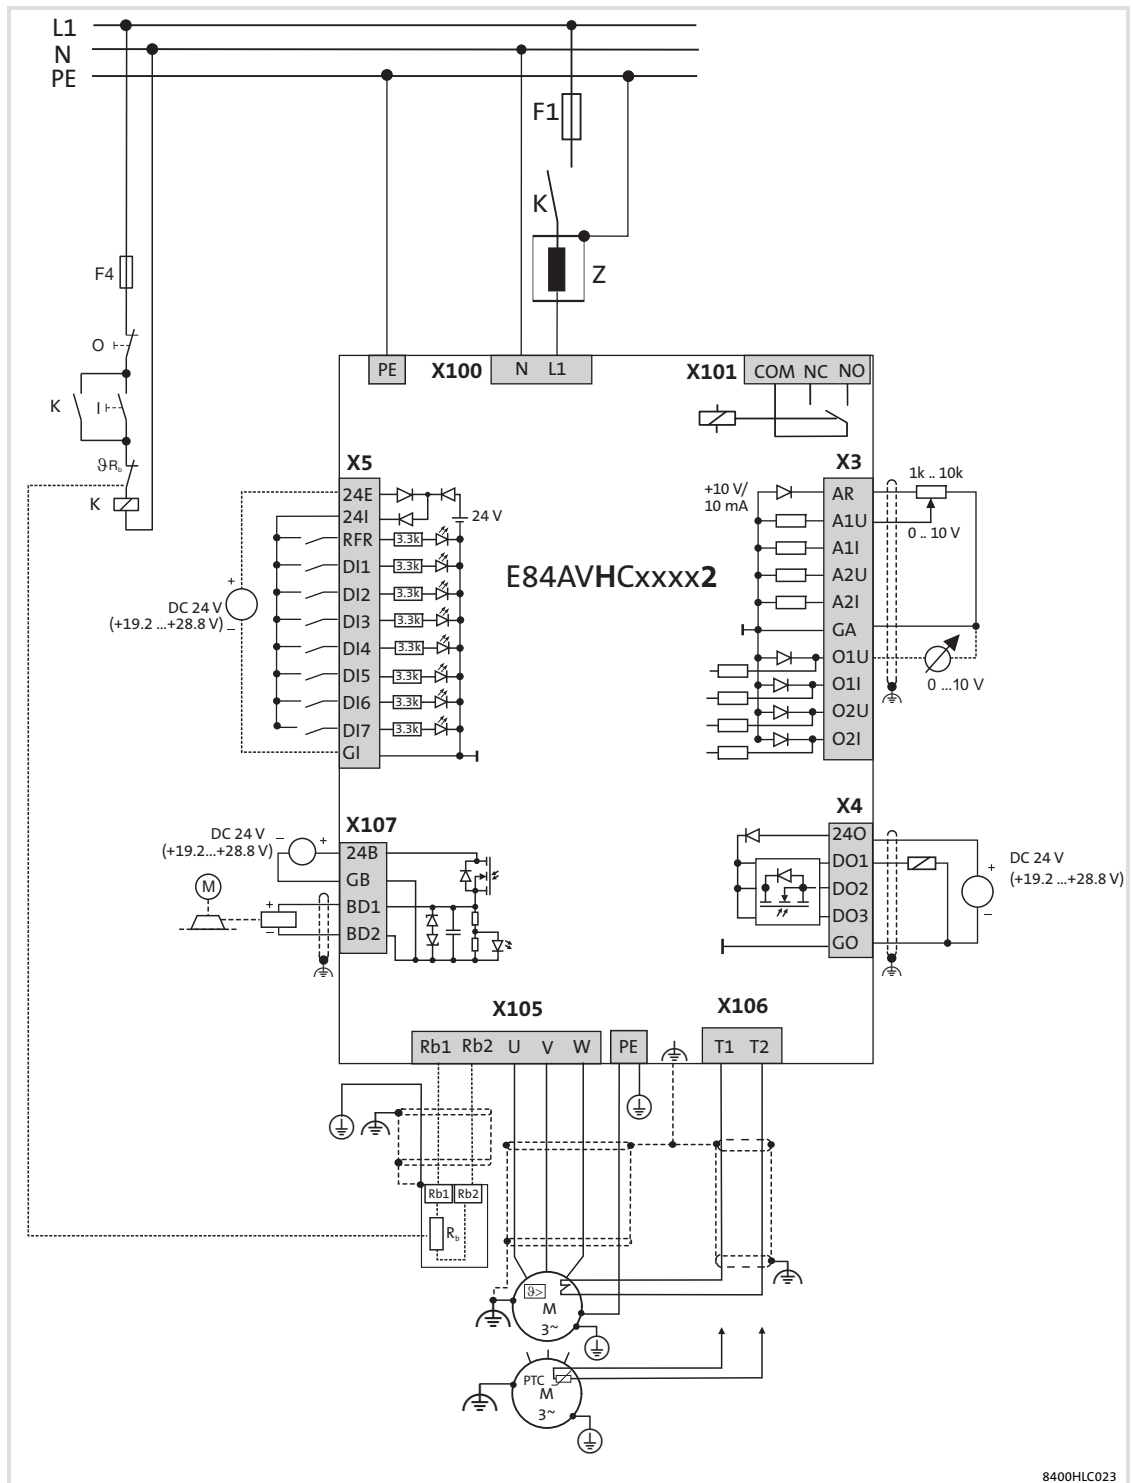 L1
N
PE
F1
K
Z
F4
O
K
I
ϑRb
K
PE
X100
N L1
X101
COM NC NO
X5
24E
24I
RFR
DI1
DI2
DI3
DI4
DI5
DI6
DI7
GI
24 V
3.3k
3.3k
3.3k
3.3k
3.3k
3.3k
3.3k
3.3k
+
DC 24 V
(+19.2 ...+28.8 V)
–
E84AVHCxxxx2
X3
+10 V/
10 mA
AR
A1U
A1I
A2U
A2I
GA
O1U
O1I
O2U
O2I
1k .. 10k
0 .. 10 V
0 ...10 V
X107
DC 24 V
(+19.2...+28.8 V)
–
+
24B
GB
BD1
BD2
M
+
–
X4
24O
DO1
DO2
DO3
GO
+
DC 24 V
(+19.2 ...+28.8 V)
–
X105
Rb1 Rb2 U V W
PE
X106
T1 T2
Rb1 Rb2
Rb
ϑ>
M
3~
PTC
M
3~
8400HLC023